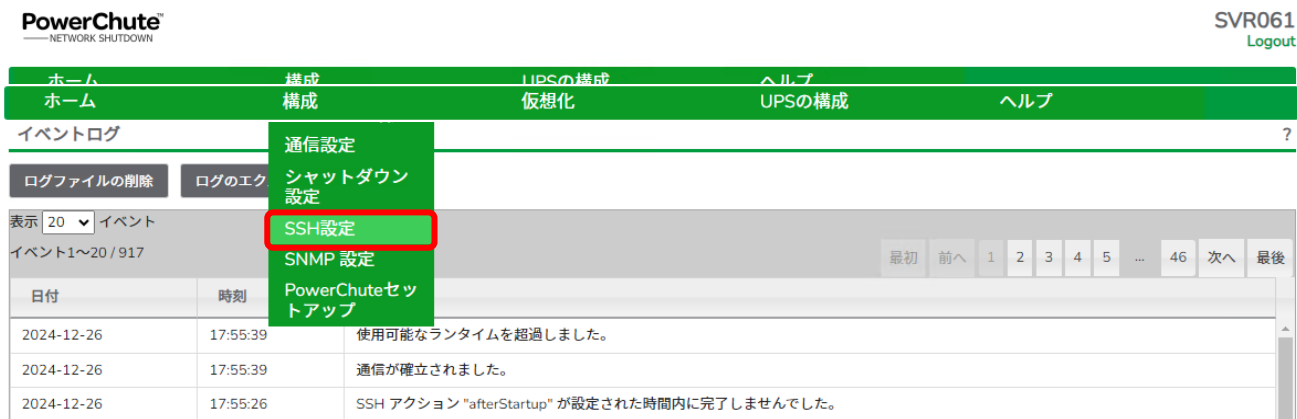 PowerChute™
NETWORK SHUTDOWN
SVR061
Logout
ホーム 構成 UPSの構成 ヘルプ
ホーム 構成 仮想化 UPSの構成 ヘルプ
イベントログ ?
通信設定
ログファイルの削除 ログのエク
シャットダウン
設定
表示 20 イベント
SSH設定
イベント1～20 / 917
SNMP 設定
最初 前へ 1 2 3 4 5 … 46 次へ 最後
PowerChuteセッ
トアップ
日付 時刻
2024-12-26 17:55:39 使用可能なランタイムを超過しました。
2024-12-26 17:55:39 通信が確立されました。
2024-12-26 17:55:26 SSH アクション "afterStartup" が設定された時間内に完了しませんでした。